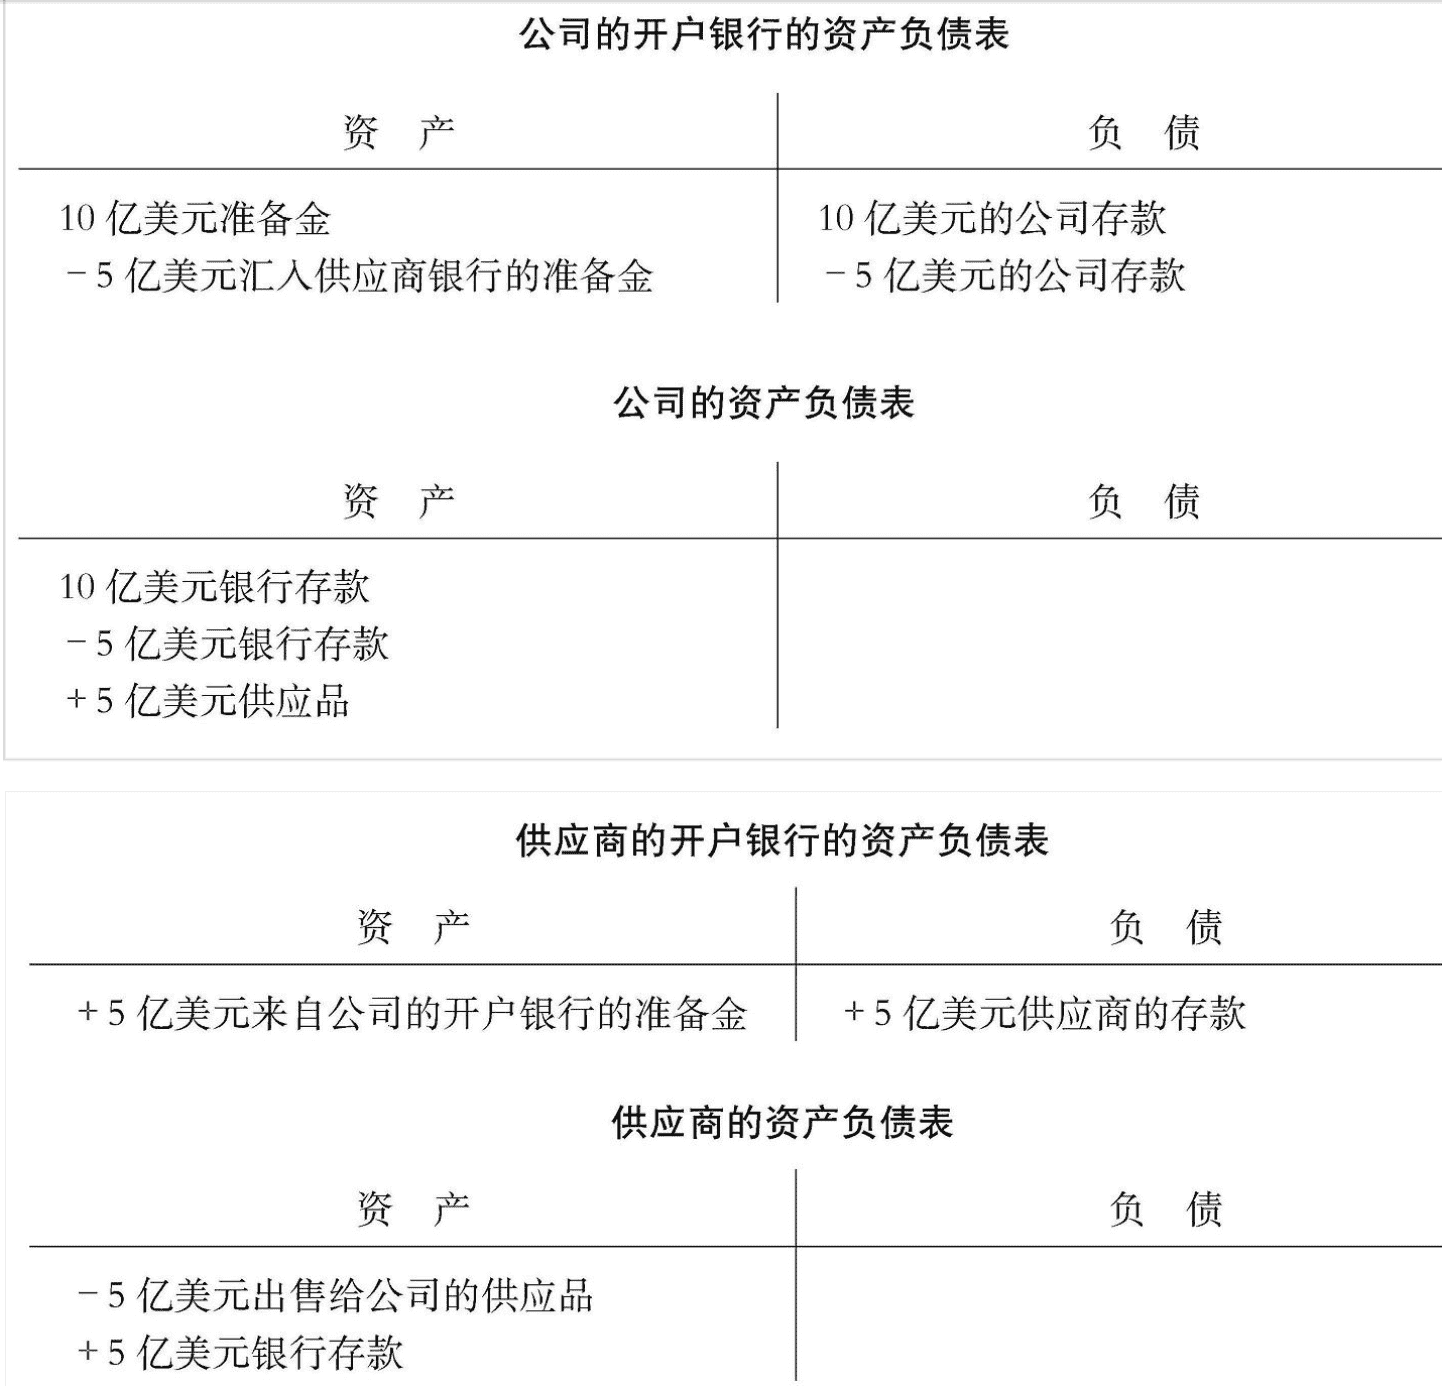 公司的开户银行的资产负债表
资 产 负 债
10 亿美元准备金 10 亿美元的公司存款
－5 亿美元汇入供应商银行的准备金 －5 亿美元的公司存款
公司的资产负债表
资 产 负 债
10 亿美元银行存款
－5 亿美元银行存款
＋5 亿美元供应品
供应商的开户银行的资产负债表
资 产 负 债
＋5 亿美元来自公司的开户银行的准备金 ＋5 亿美元供应商的存款
供应商的资产负债表
资 产 负 债
－5 亿美元出售给公司的供应品
＋5 亿美元银行存款